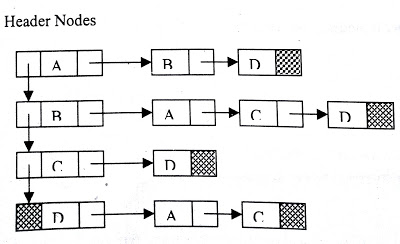 Header Nodes
A B D
B A C D
C D
D A C